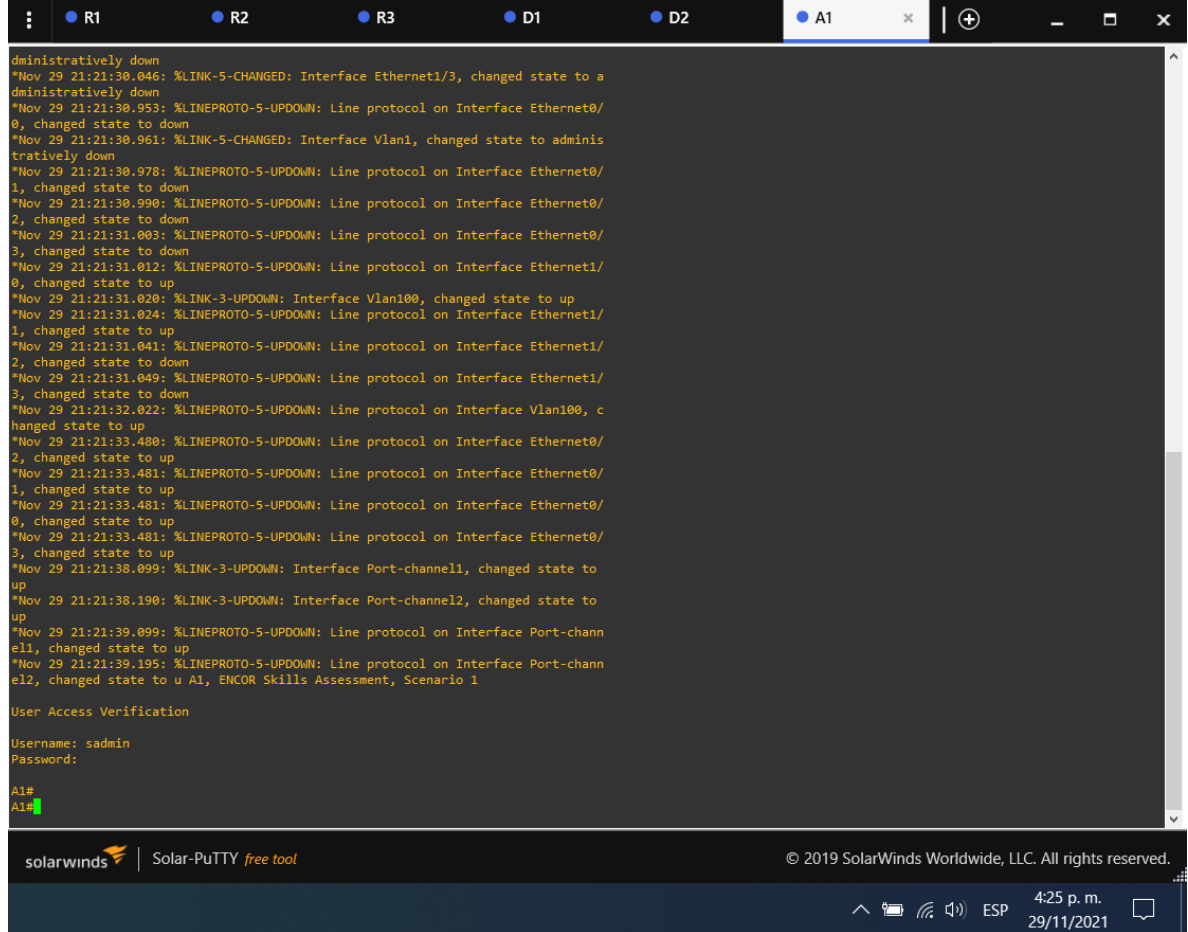 R1 R2 R3 D1 D2 A1
dministratively down
*Nov 29 21:21:30.046: %LINK-5-CHANGED: Interface Ethernet1/3, changed state to a
dministratively down
*Nov 29 21:21:30.953: %LINEPROTO-5-UPDOWN: Line protocol on Interface Ethernet0/
0, changed state to down
*Nov 29 21:21:30.961: %LINK-5-CHANGED: Interface Vlan1, changed state to adminis
tratively down
*Nov 29 21:21:30.978: %LINEPROTO-5-UPDOWN: Line protocol on Interface Ethernet0/
1, changed state to down
*Nov 29 21:21:30.990: %LINEPROTO-5-UPDOWN: Line protocol on Interface Ethernet0/
2, changed state to down
*Nov 29 21:21:31.003: %LINEPROTO-5-UPDOWN: Line protocol on Interface Ethernet0/
3, changed state to down
*Nov 29 21:21:31.012: %LINEPROTO-5-UPDOWN: Line protocol on Interface Ethernet1/
0, changed state to up
*Nov 29 21:21:31.020: %LINK-3-UPDOWN: Interface Vlan100, changed state to up
*Nov 29 21:21:31.024: %LINEPROTO-5-UPDOWN: Line protocol on Interface Ethernet1/
1, changed state to up
*Nov 29 21:21:31.041: %LINEPROTO-5-UPDOWN: Line protocol on Interface Ethernet1/
2, changed state to down
*Nov 29 21:21:31.049: %LINEPROTO-5-UPDOWN: Line protocol on Interface Ethernet1/
3, changed state to down
*Nov 29 21:21:32.022: %LINEPROTO-5-UPDOWN: Line protocol on Interface Vlan100, c
hanged state to up
*Nov 29 21:21:33.480: %LINEPROTO-5-UPDOWN: Line protocol on Interface Ethernet0/
2, changed state to up
*Nov 29 21:21:33.481: %LINEPROTO-5-UPDOWN: Line protocol on Interface Ethernet0/
1, changed state to up
*Nov 29 21:21:33.481: %LINEPROTO-5-UPDOWN: Line protocol on Interface Ethernet0/
0, changed state to up
*Nov 29 21:21:33.481: %LINEPROTO-5-UPDOWN: Line protocol on Interface Ethernet0/
3, changed state to up
*Nov 29 21:21:38.099: %LINK-3-UPDOWN: Interface Port-channel1, changed state to
up
*Nov 29 21:21:38.190: %LINK-3-UPDOWN: Interface Port-channel2, changed state to
up
*Nov 29 21:21:39.099: %LINEPROTO-5-UPDOWN: Line protocol on Interface Port-chann
el1, changed state to up
*Nov 29 21:21:39.195: %LINEPROTO-5-UPDOWN: Line protocol on Interface Port-chann
el2, changed state to u A1, ENCOR Skills Assessment, Scenario 1
User Access Verification
Username: sadmin
Password:
A1#
A1#
solarwinds Solar-PuTTY free tool © 2019 SolarWinds Worldwide, LLC. All rights reserved.
ESP 4:25 p. m.
29/11/2021